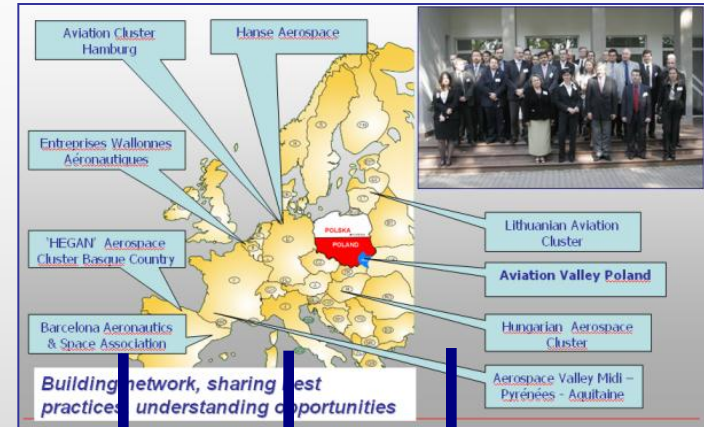 Aviation Cluster
Hamburg
Hanse Aerospace
Entreprises Wallonnes
Aéronautiques
'HEGAN' Aerospace
Cluster Basque Country
Barcelona Aeronautics
& Space Association
POLSKA
POLAND
Lithuanian Aviation
Cluster
Aviation Valley Poland
Hungarian Aerospace
Cluster
Aerospace Valley Midi –
Pyrénées - Aquitaine
Building network, sharing best
practices, understanding opportunities